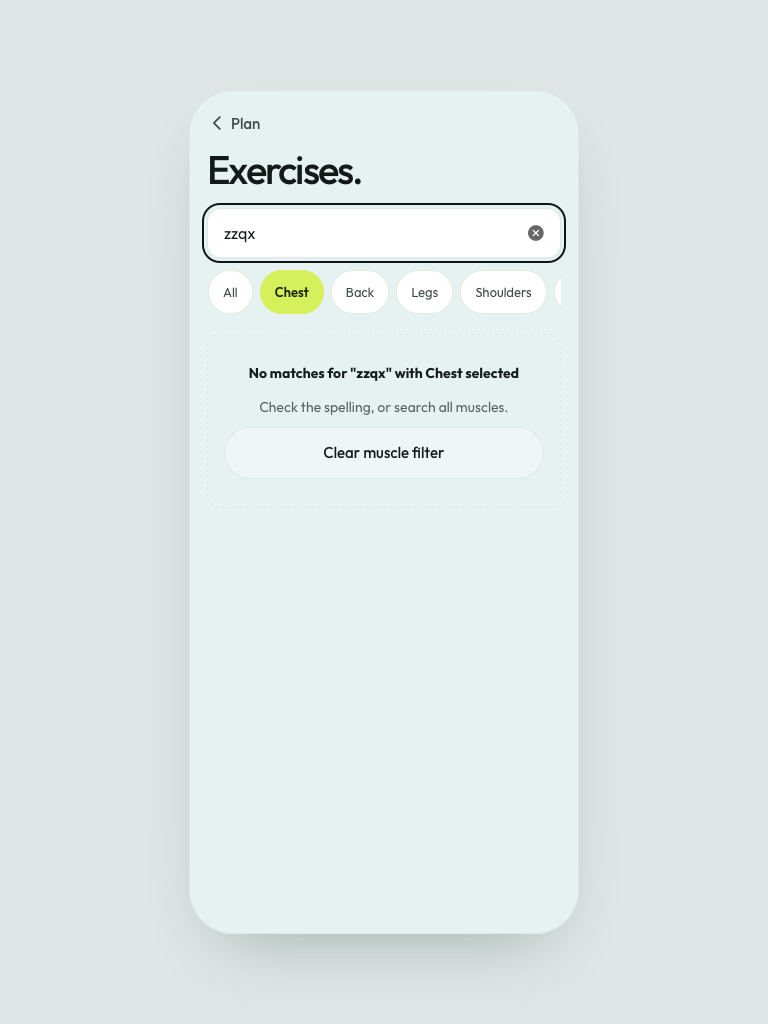 Plan
Exercises.
zzqx
All
Chest
Back
Legs
Shoulders
No matches for "zzqx" with Chest selected
Check the spelling, or search all muscles.
Clear muscle filter